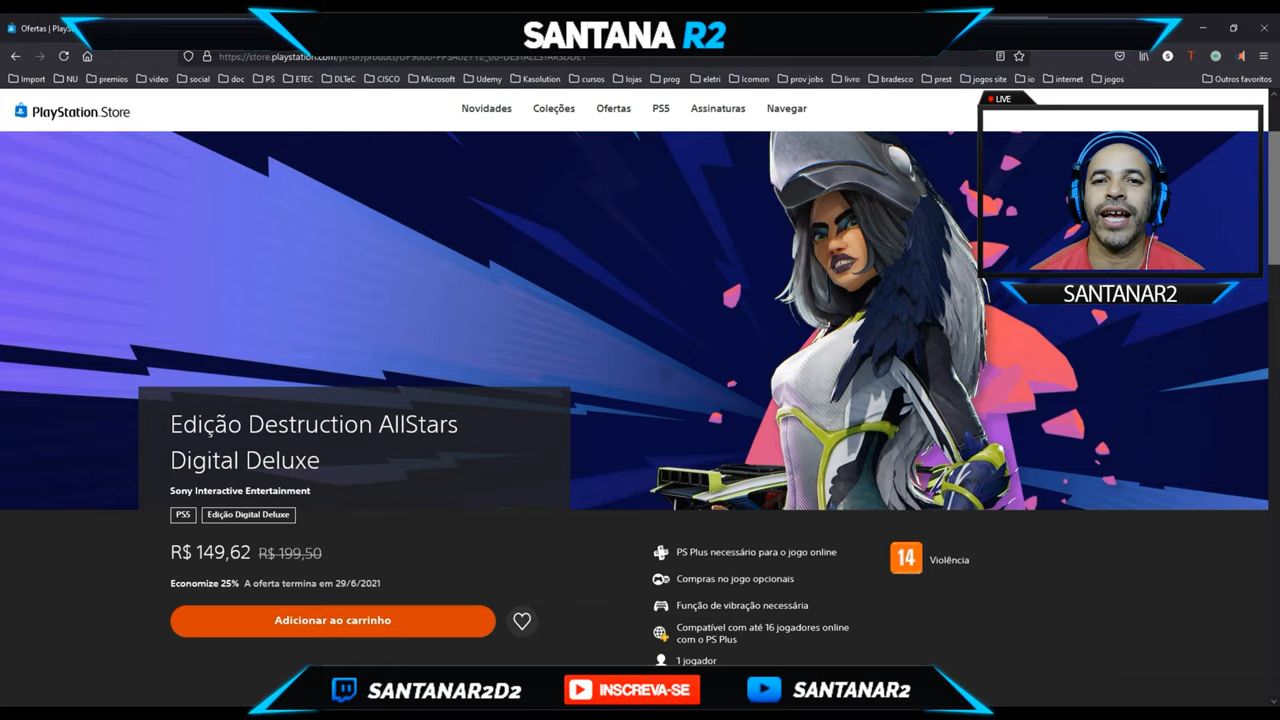 SANTANA R2
Ofertas | PlayS
https://store.playstation.com/pt-br/product/
Import NU premios video social doc PS ETEC DLTeC CISCO Microsoft Udemy Kasolution cursos lojas prog eletri Icomon prov jobs livro bradesco prest jogos site io internet jogos Outros favoritos
PlayStation Store
Novidades Coleções Ofertas PS5 Assinaturas Navegar
LIVE
SANTANAR2
Edição Destruction AllStars
Digital Deluxe
Sony Interactive Entertainment
PS5 Edição Digital Deluxe
R$ 149,62 R$ 199,50
Economize 25% A oferta termina em 29/6/2021
Adicionar ao carrinho
PS Plus necessário para o jogo online
Compras no jogo opcionais
Função de vibração necessária
Compatível com até 16 jogadores online
com o PS Plus
1 jogador
14 Violência
SANTANAR2D2 INSCREVA-SE SANTANAR2